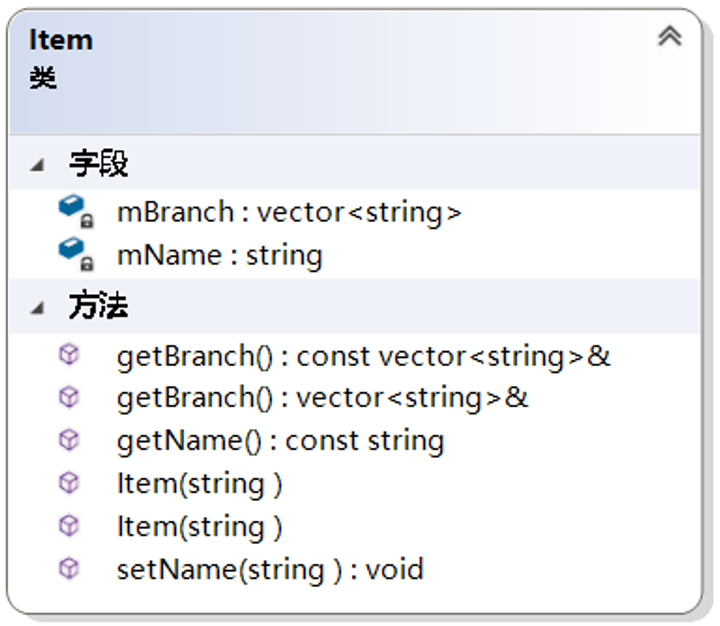 Item
类
字段
mBranch : vector<string>
mName : string
方法
getBranch() : const vector<string>&
getBranch() : vector<string>&
getName() : const string
Item(string )
Item(string )
setName(string ) : void